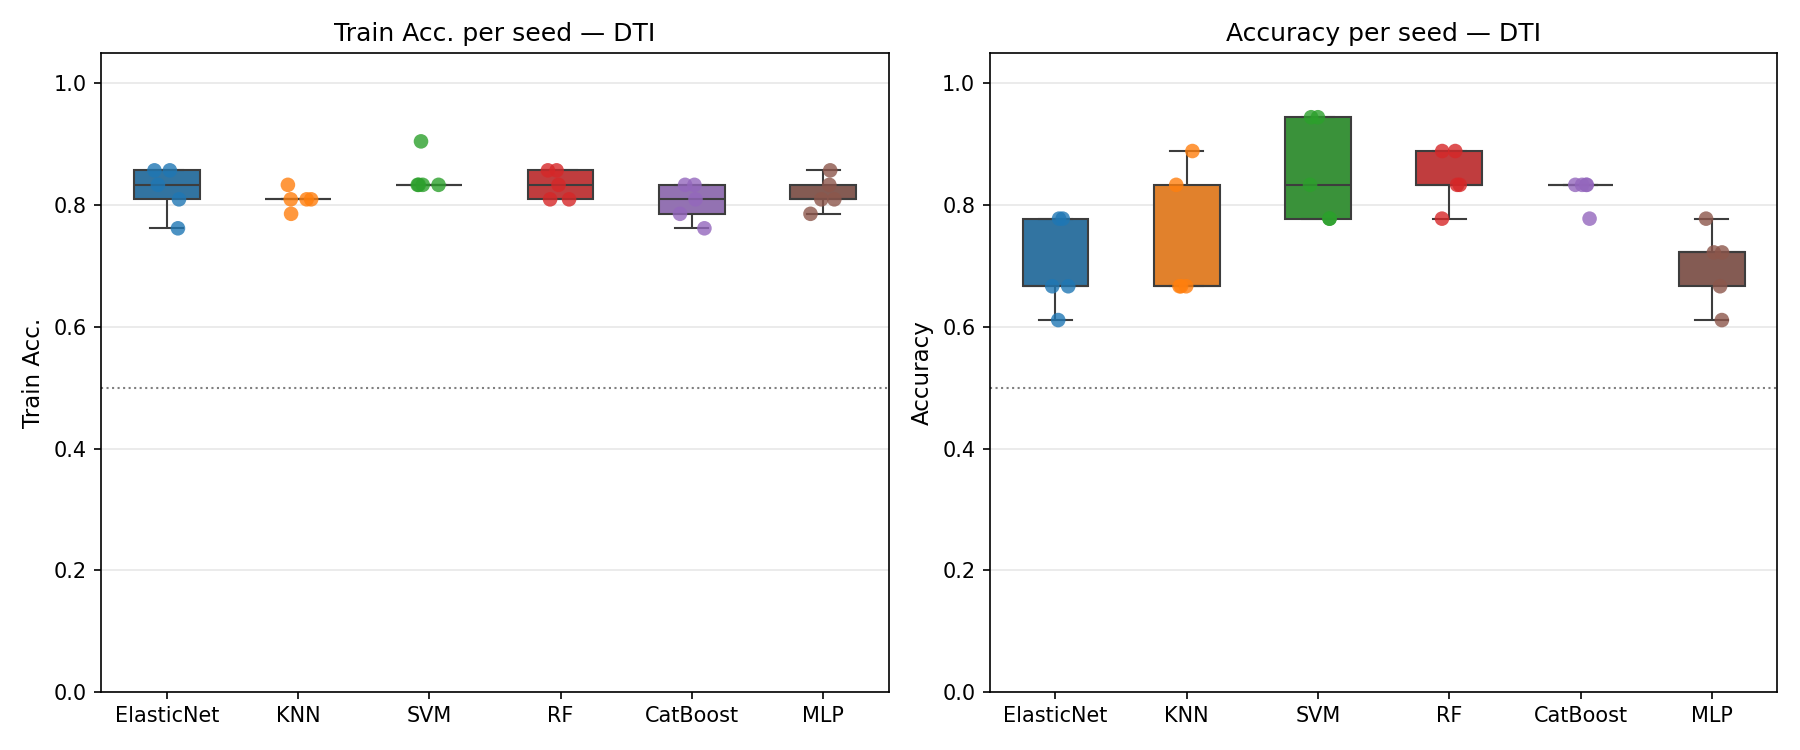 Train Acc. per seed — DTI
Train Acc.
1.0
0.8
0.6
0.4
0.2
0.0
ElasticNet KNN SVM RF CatBoost MLP
Accuracy per seed — DTI
Accuracy
1.0
0.8
0.6
0.4
0.2
0.0
ElasticNet KNN SVM RF CatBoost MLP